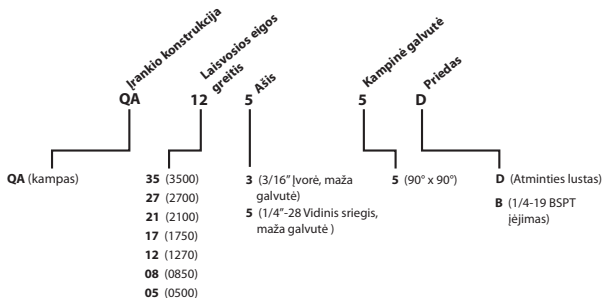 Įrankio konstrukcija
Laisvosios eigos
greitis
Ašis
Kampinė galvutė
Priedas
QA 12 5 5 D
QA (kampas)
35 (3500)
27 (2700)
21 (2100)
17 (1750)
12 (1270)
08 (0850)
05 (0500)
3 (3/16” Įvorė, maža
galvutė)
5 (1/4”-28 Vidinis sriegis,
maža galvutė )
5 (90° x 90°)
D (Atminties lustas)
B (1/4-19 BSPT
įėjimas)